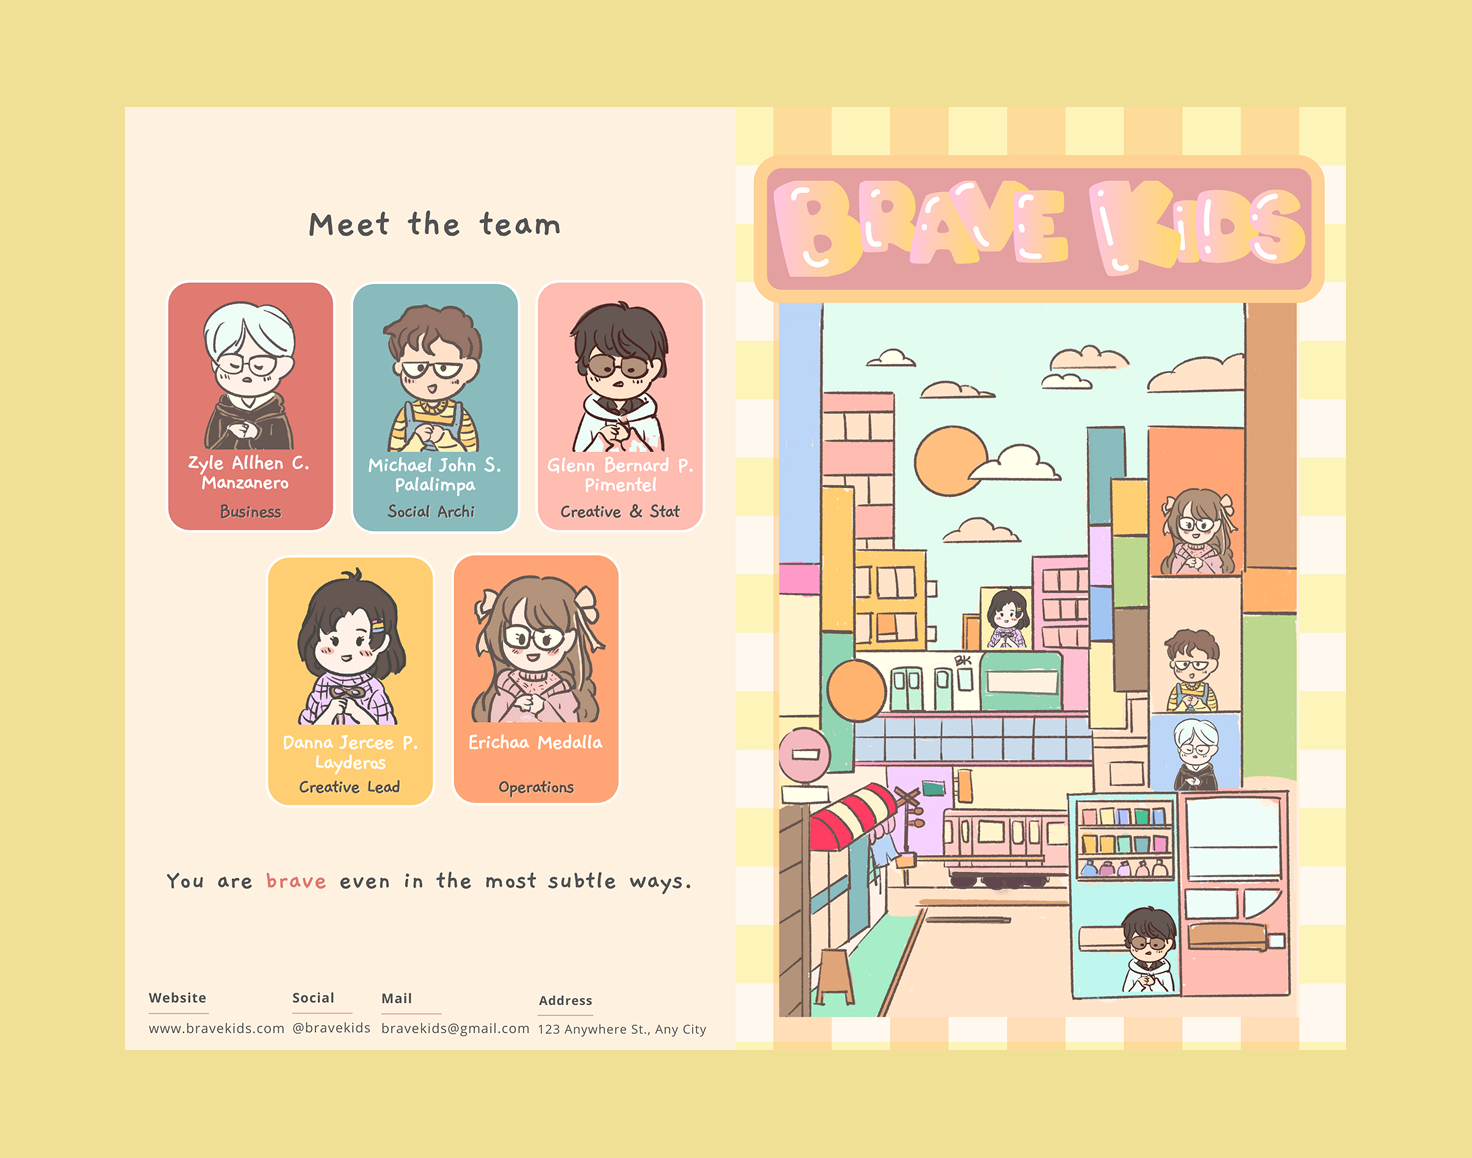 Meet the team
Zyle Allhen C.
Manzanero
Business
Michael John S.
Palalimpa
Social Archi
Glenn Bernard P.
Pimentel
Creative & Stat
Danna Jercee P.
Layderos
Creative Lead
Erichaa Medalla
Operations
You are brave even in the most subtle ways.
Website
www.bravekids.com
Social
@bravekids
Mail
bravekids@gmail.com
Address
123 Anywhere St., Any City
BRAVE KIDS
BK